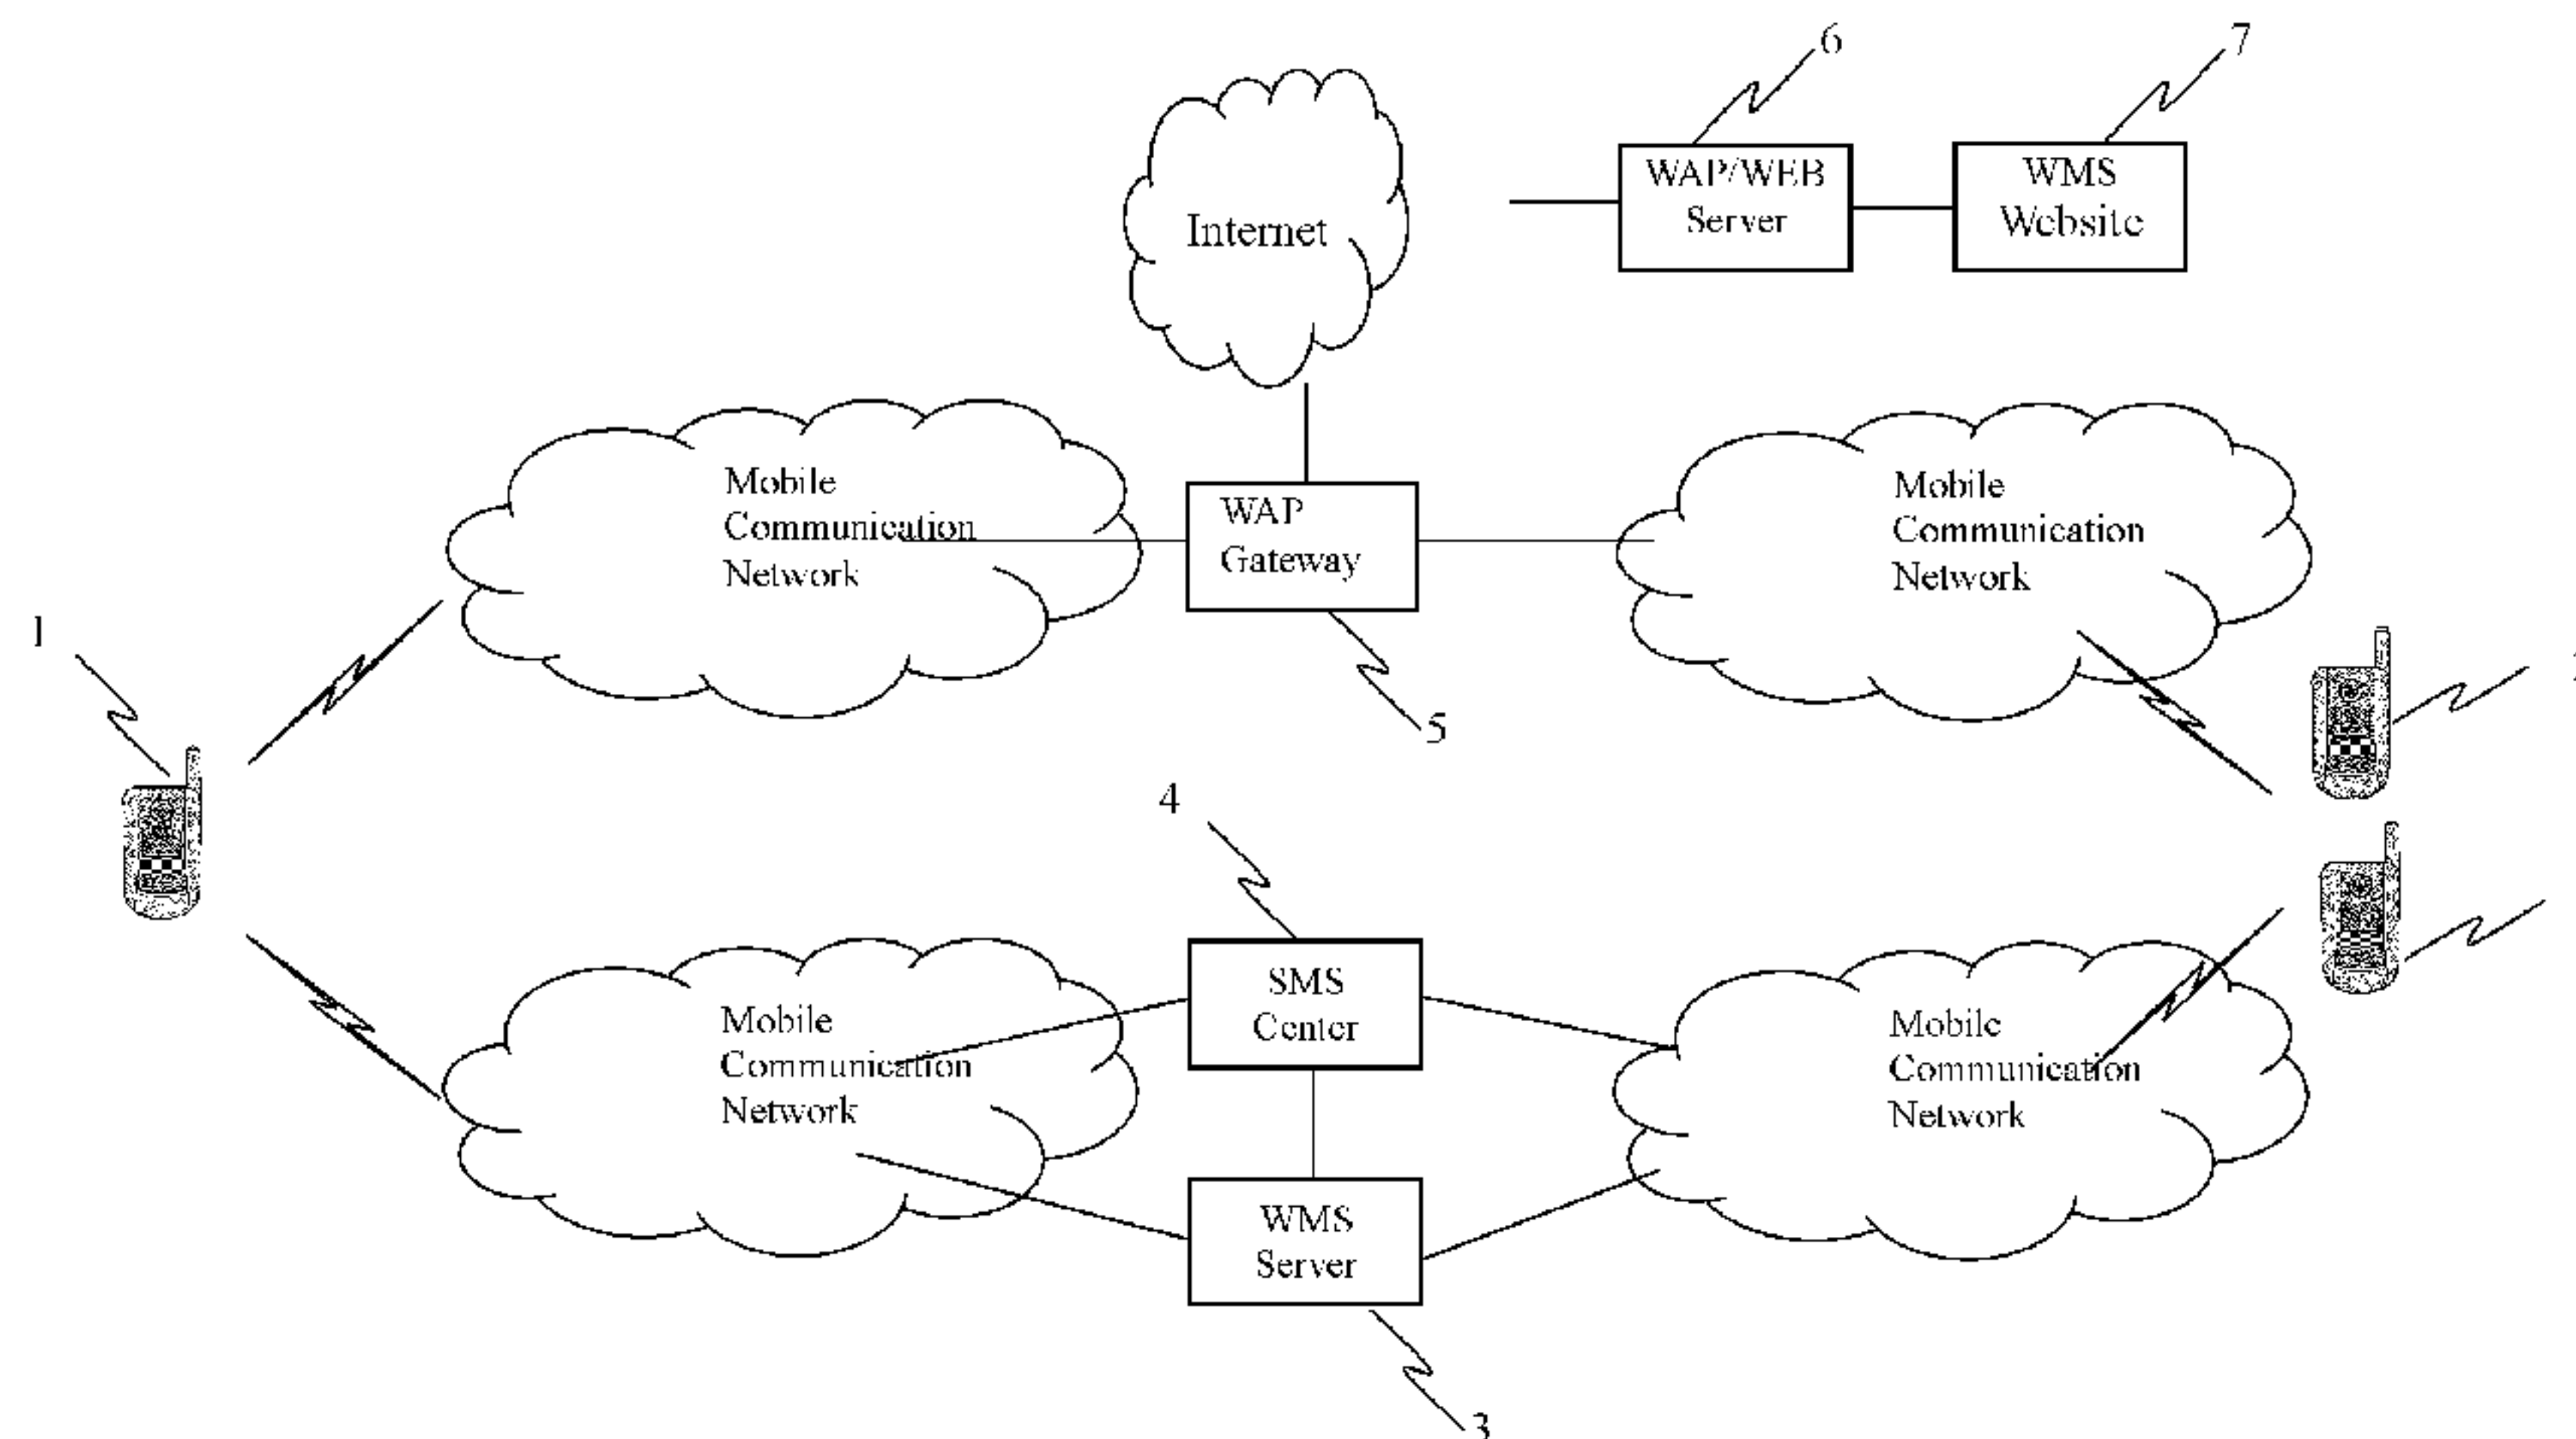 6
7
WAP/WEB
Server
WMS
Website
Internet
Mobile
Communication
Network
WAP
Gateway
Mobile
Communication
Network
1
5
4
SMS
Center
Mobile
Communication
Network
Mobile
Communication
Network
WMS
Server
3